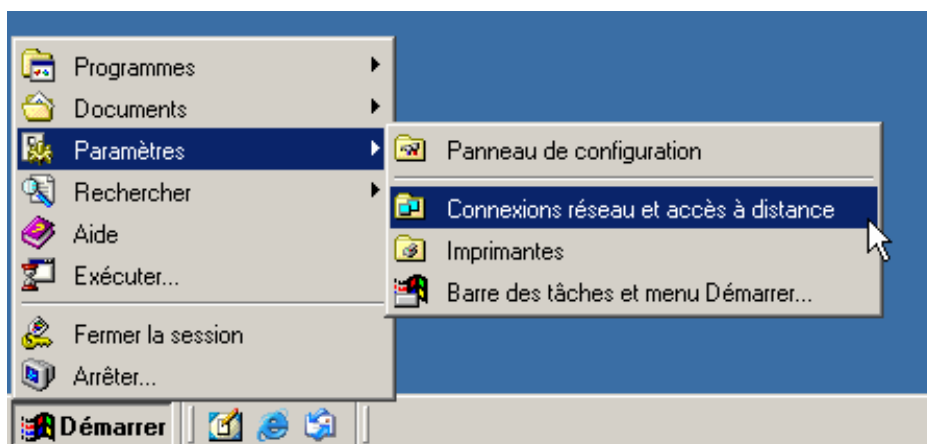 Programmes
Documents
Paramètres
Rechercher
Aide
Exécuter...
Fermer la session
Arrêter...
Panneau de configuration
Connexions réseau et accès à distance
Imprimantes
Barre des tâches et menu Démarrer...
Démarrer